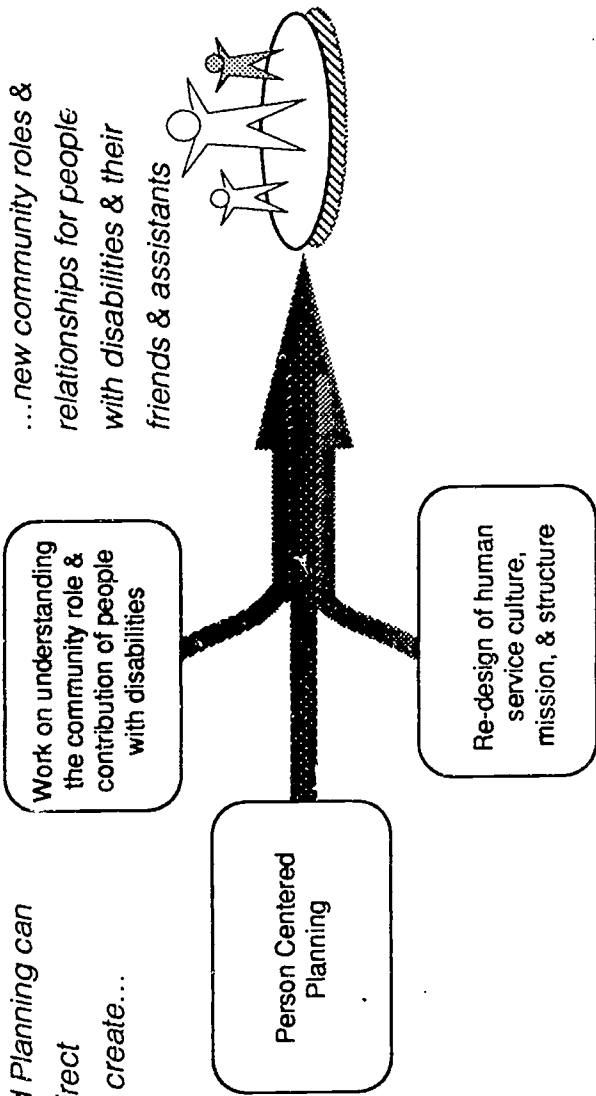 d Planning can
rect
create...
Person Centered
Planning
Work on understanding
the community role &
contribution of people
with disabilities
Re-design of human
service culture,
mission, & structure
...new community roles &
relationships for people
with disabilities & their
friends & assistants